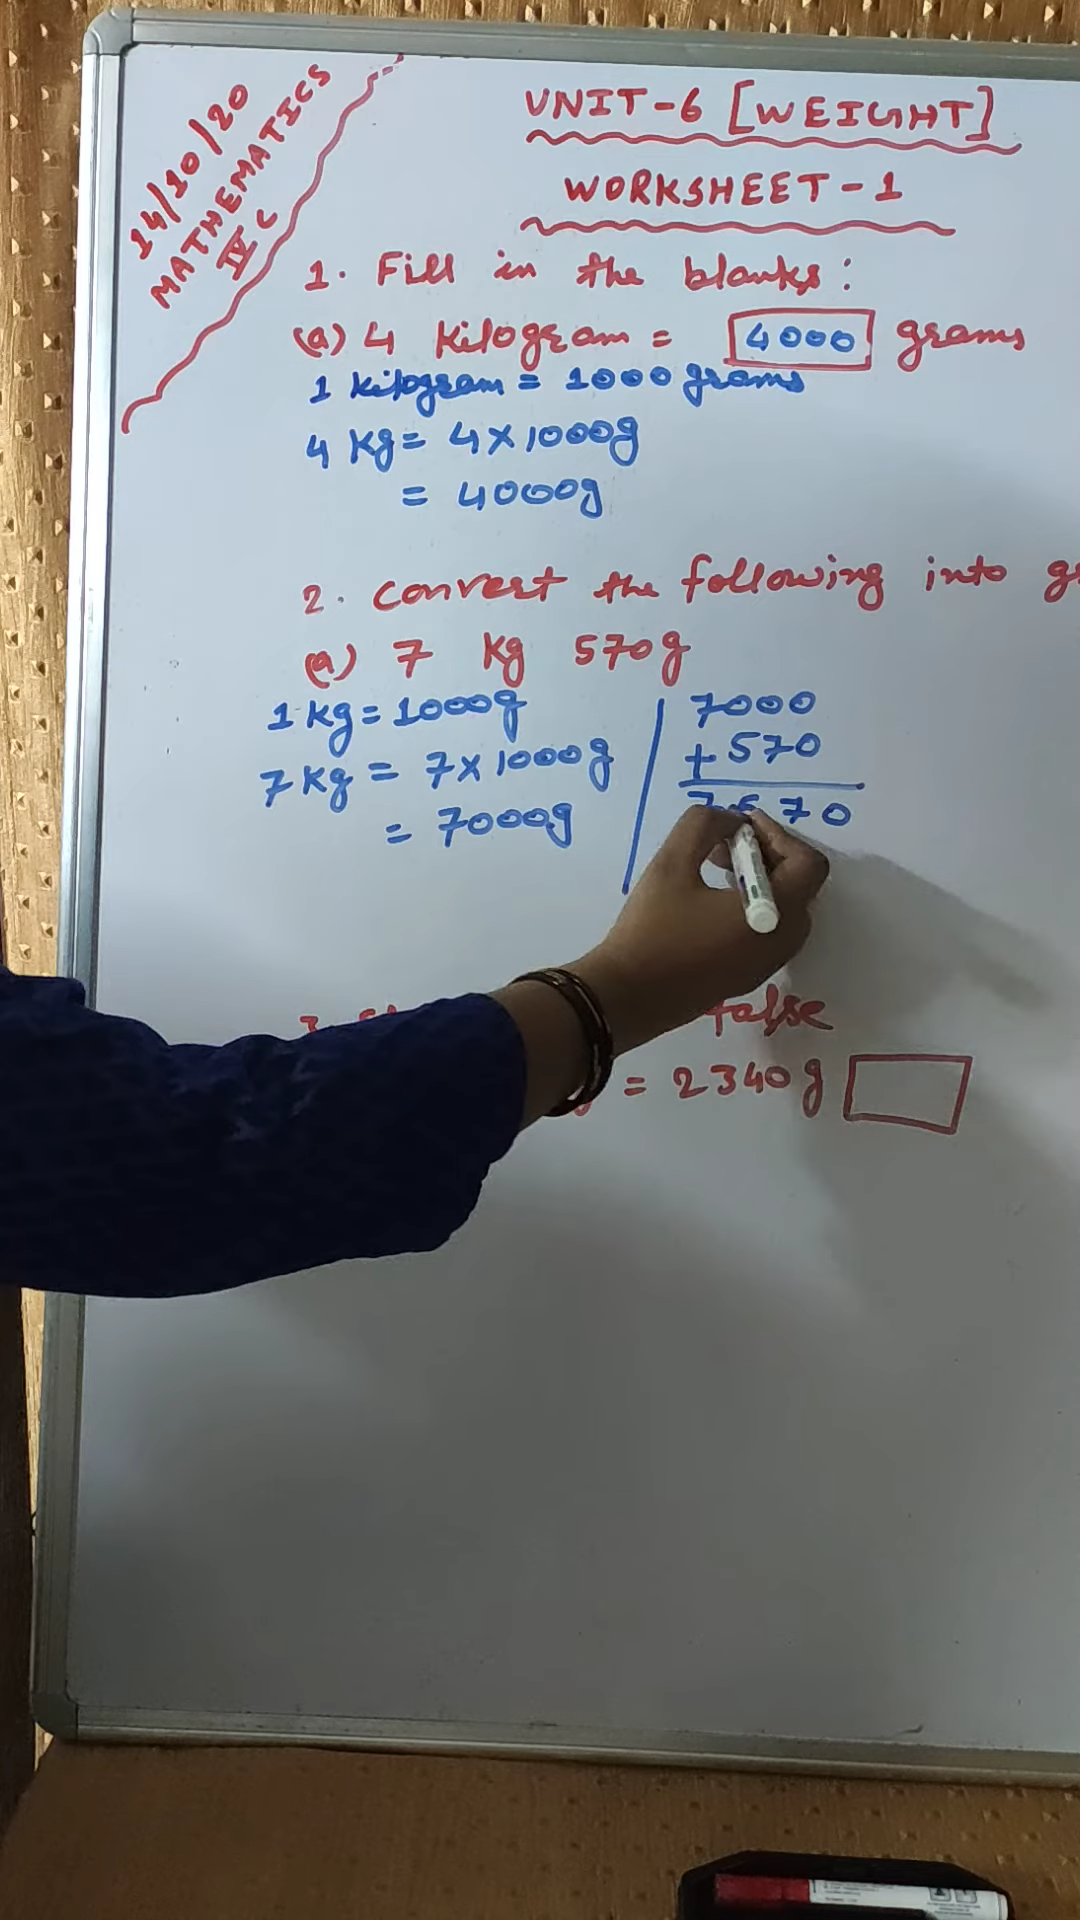 14/10/20
MATHEMATICS
IV C
UNIT-6 [WEIGHT]
WORKSHEET-1
1. Fill in the blanks:
(a) 4 Kilogram = 4000 grams
1 kilogram = 1000 grams
4 Kg = 4×1000g
= 4000g
2. Convert the following into
(a) 7 Kg 570g
1 kg = 1000g
7 Kg = 7×1000g
= 7000g
7000
+570
7570
3. false
= 2340 g